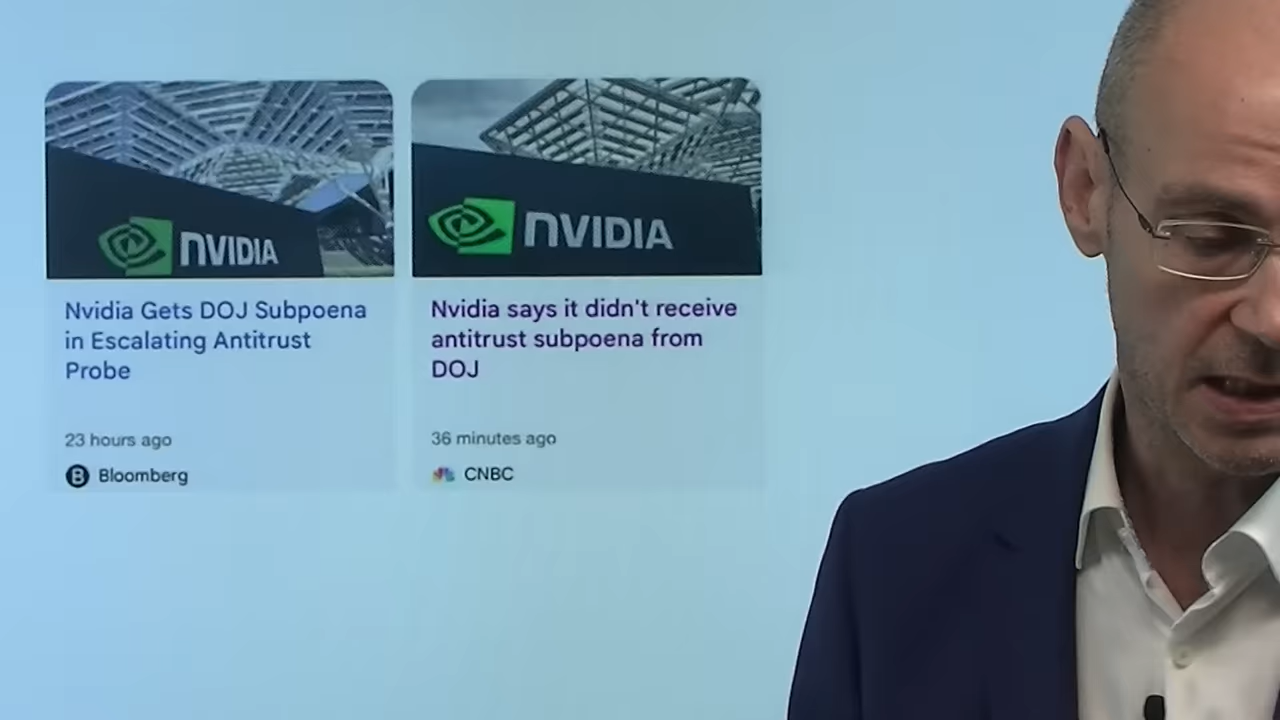 NVIDIA
Nvidia Gets DOJ Subpoena
in Escalating Antitrust
Probe
23 hours ago
B Bloomberg
NVIDIA
Nvidia says it didn't receive
antitrust subpoena from
DOJ
36 minutes ago
CNBC